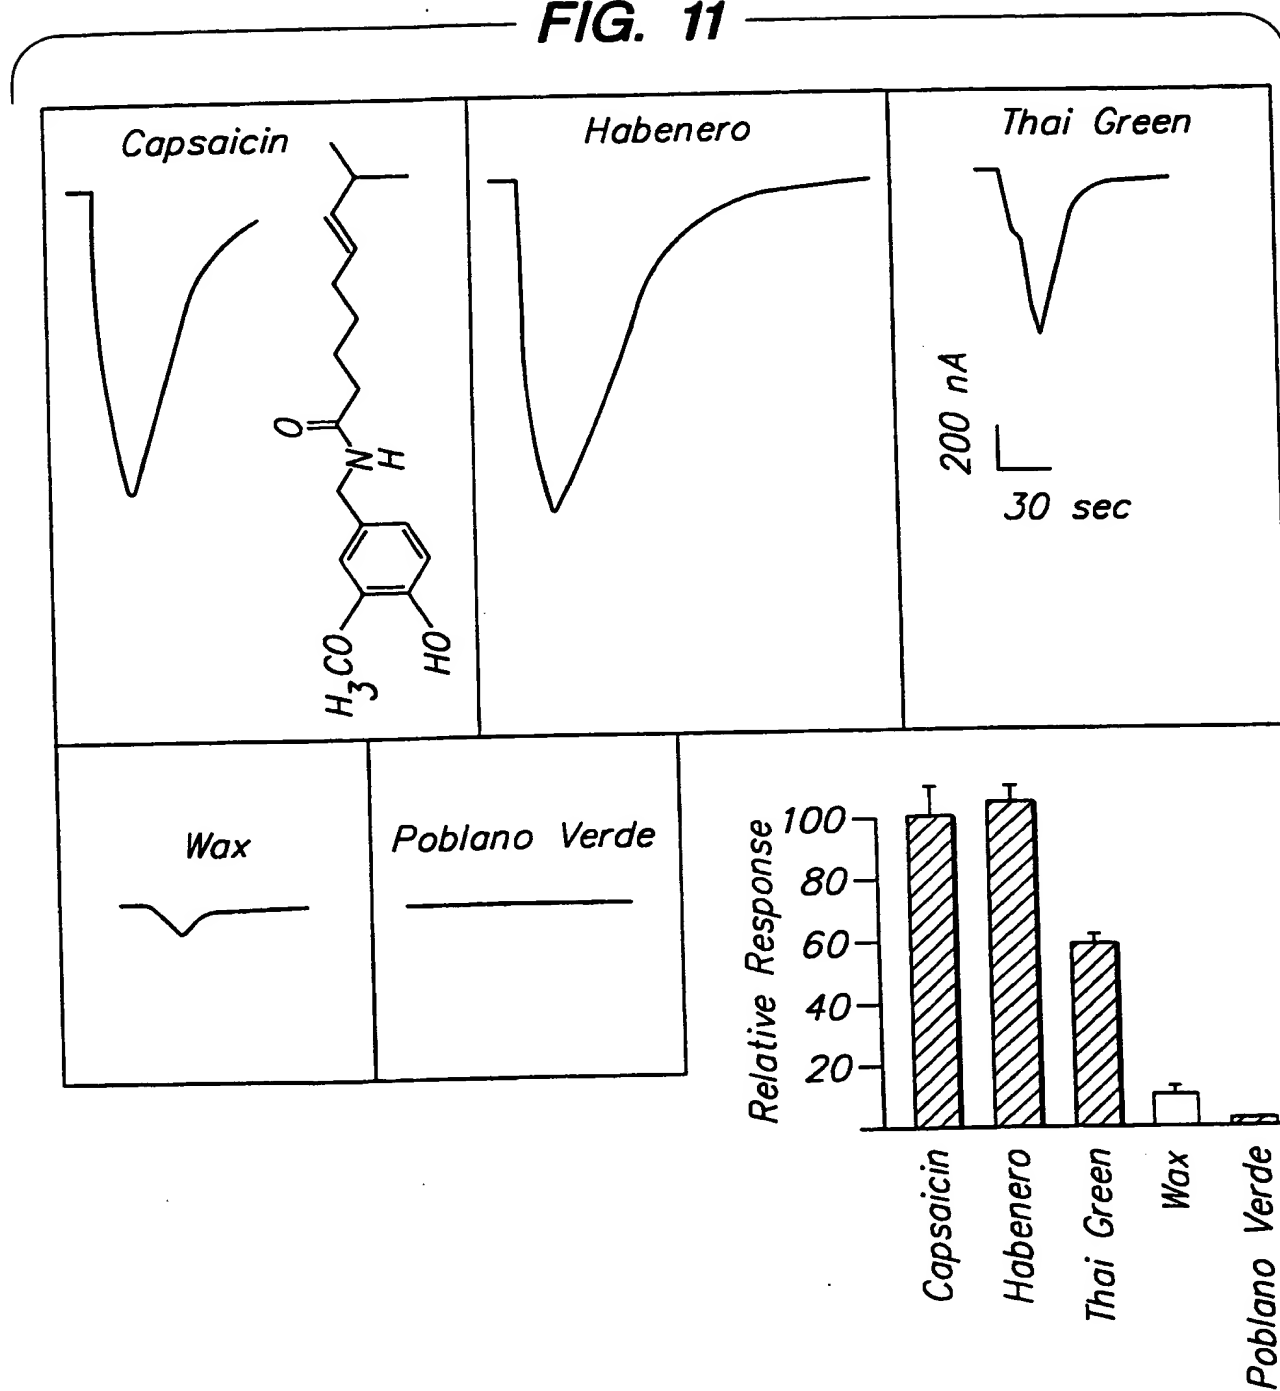 FIG. 11
Capsaicin
O
N
H
H3CO
HO
Habenero
Thai Green
200 nA
30 sec
Wax
Poblano Verde
Relative Response
100
80
60
40
20
Capsaicin
Habenero
Thai Green
Wax
Poblano Verde